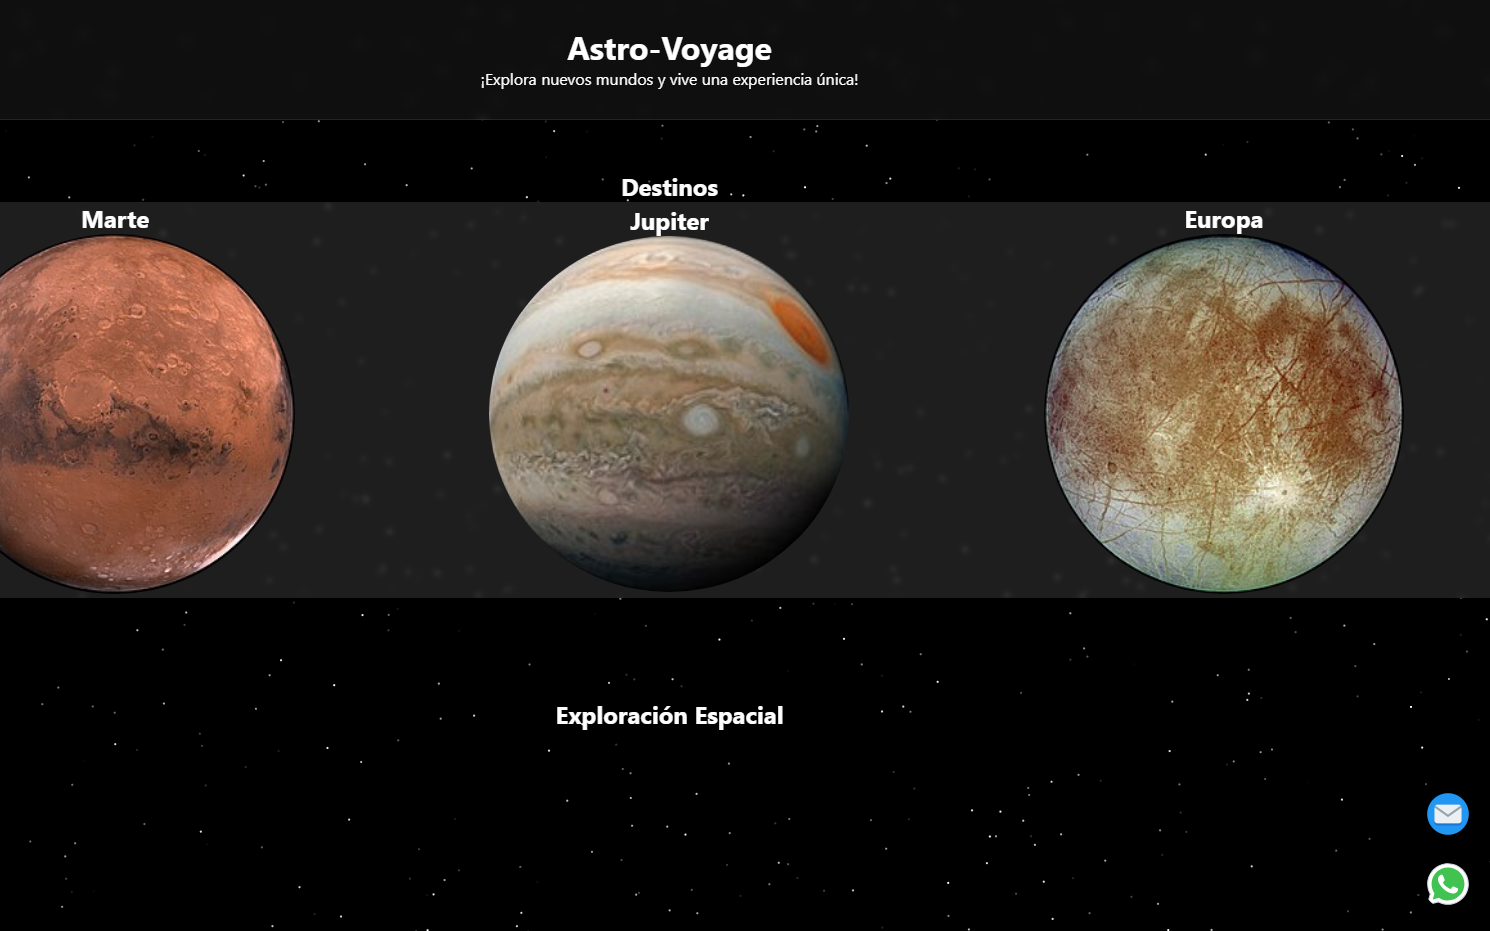 Astro-Voyage
¡Explora nuevos mundos y vive una experiencia única!
Destinos
Marte
Jupiter
Europa
Exploración Espacial